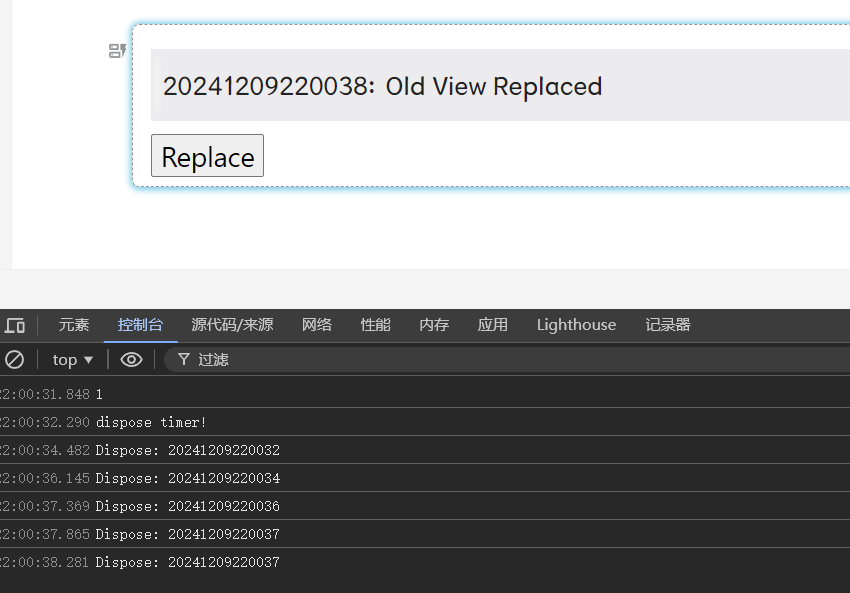 20241209220038: Old View Replaced
Replace
元素 控制台 源代码/来源 网络 性能 内存 应用 Lighthouse 记录器
top 过滤
2:00:31.848 1
2:00:32.290 dispose timer!
2:00:34.482 Dispose: 20241209220032
2:00:36.145 Dispose: 20241209220034
2:00:37.369 Dispose: 20241209220036
2:00:37.865 Dispose: 20241209220037
2:00:38.281 Dispose: 20241209220037